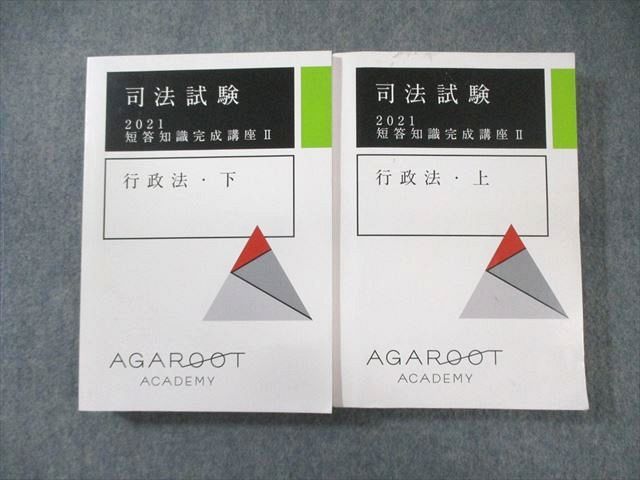 司法試験
2021
短答知識完成講座Ⅱ
行政法・下
AGAROOT
ACADEMY
司法試験
2021
短答知識完成講座Ⅱ
行政法・上
AGAROOT
ACADEMY